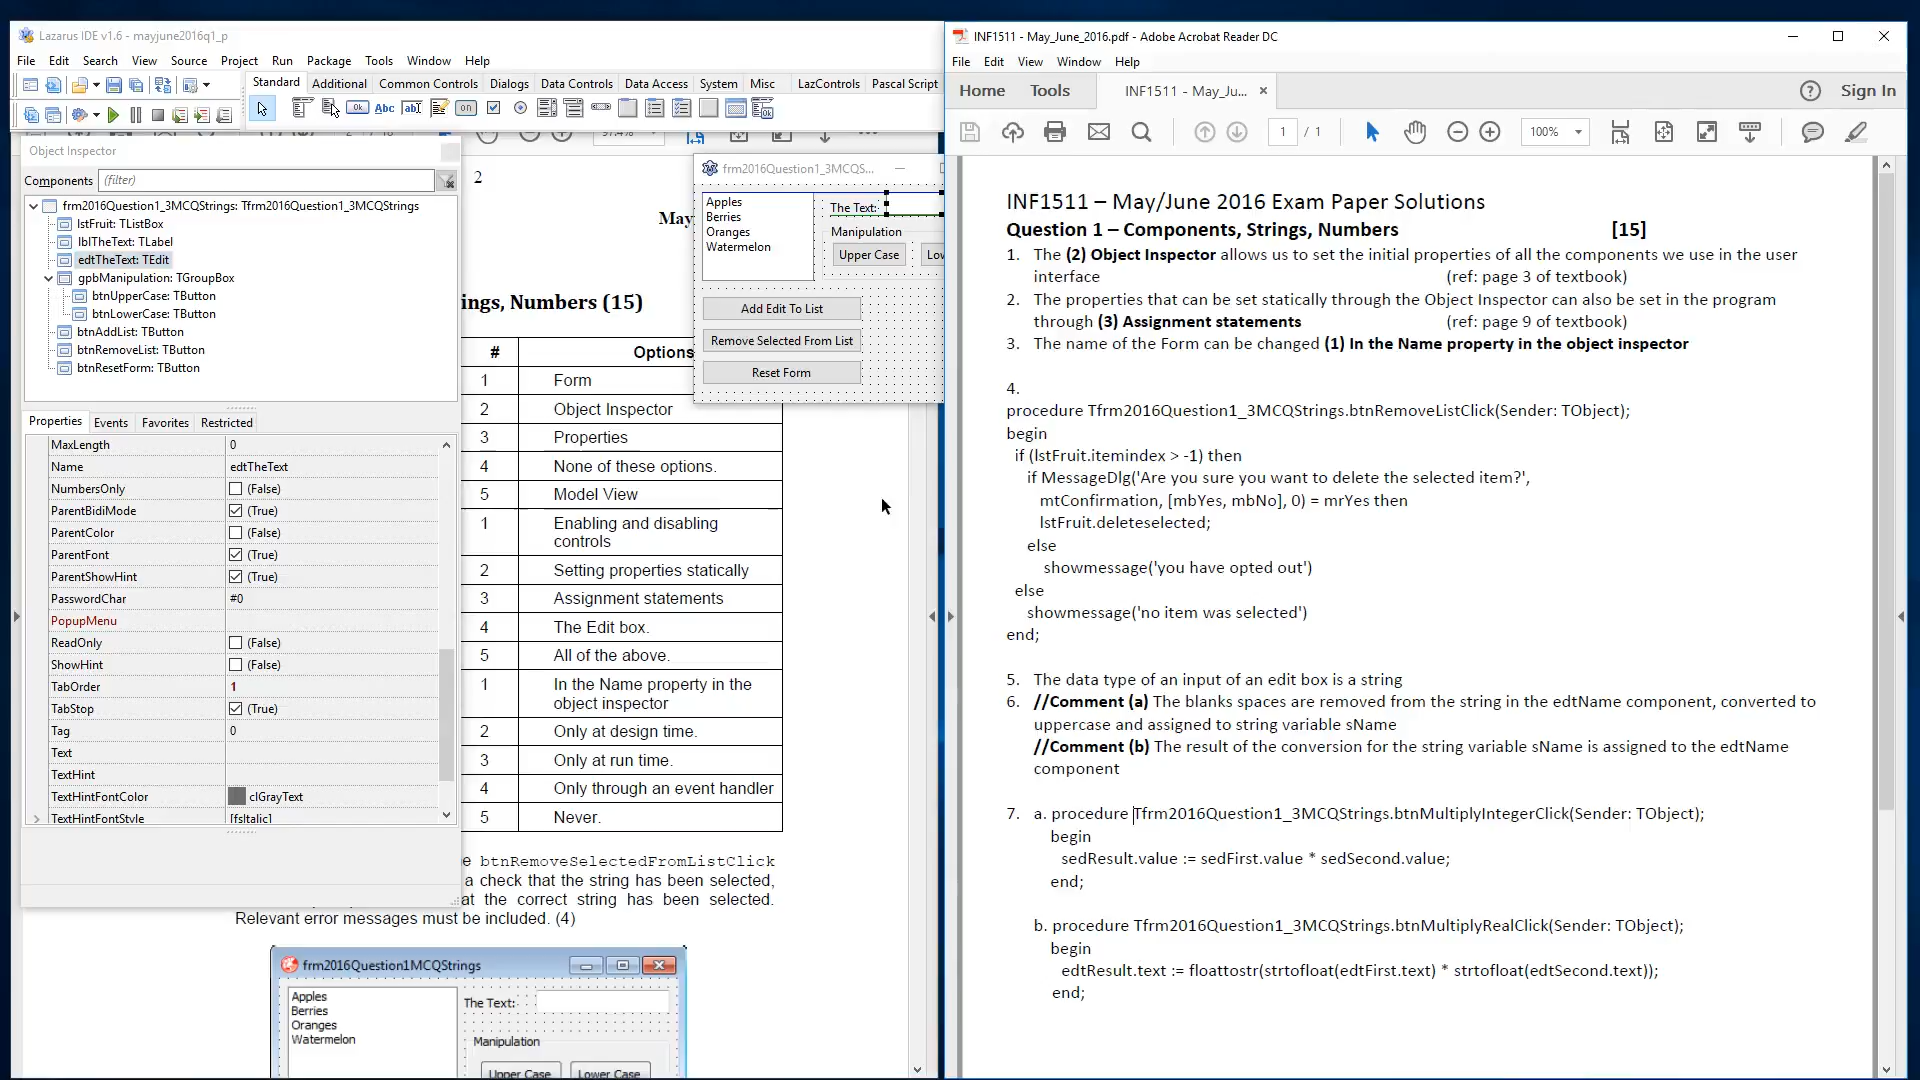 Lazarus IDE v1.6 - mayjune2016q1_p
File Edit Search View Source Project Run Package Tools Window Help
Standard Additional Common Controls Dialogs Data Controls Data Access System Misc LazControls Pascal Script
Ok Abc ab on
Object Inspector
Components (filter)
frm2016Question1_3MCQStrings: Tfrm2016Question1_3MCQStrings
lstFruit: TListBox
lblTheText: TLabel
edtTheText: TEdit
gpbManipulation: TGroupBox
btnUpperCase: TButton
btnLowerCase: TButton
btnAddList: TButton
btnRemoveList: TButton
btnResetForm: TButton
Properties Events Favorites Restricted
MaxLength 0
Name edtTheText
NumbersOnly (False)
ParentBidiMode (True)
ParentColor (False)
ParentFont (True)
ParentShowHint (True)
PasswordChar #0
PopupMenu
ReadOnly (False)
ShowHint (False)
TabOrder 1
TabStop (True)
Tag 0
Text
TextHint
TextHintFontColor clGrayText
TextHintFontStyle [fsItalic]
2
May
ings, Numbers (15)
# Options
1 Form
2 Object Inspector
3 Properties
4 None of these options.
5 Model View
1 Enabling and disabling
controls
2 Setting properties statically
3 Assignment statements
4 The Edit box.
5 All of the above.
1 In the Name property in the
object inspector
2 Only at design time.
3 Only at run time.
4 Only through an event handler
5 Never.
e btnRemoveSelectedFromListClick
a check that the string has been selected,
at the correct string has been selected.
Relevant error messages must be included. (4)
frm2016Question1MCQStrings
Apples
Berries
Oranges
Watermelon
The Text:
Manipulation
Upper Case Lower Case
frm2016Question1_3MCQS...
Apples
Berries
Oranges
Watermelon
The Text:
Manipulation
Upper Case Low
Add Edit To List
Remove Selected From List
Reset Form
INF1511 - May_June_2016.pdf - Adobe Acrobat Reader DC
File Edit View Window Help
Home Tools INF1511 - May_Ju... Sign In
1 / 1 100%
INF1511 – May/June 2016 Exam Paper Solutions
Question 1 – Components, Strings, Numbers [15]
1. The (2) Object Inspector allows us to set the initial properties of all the components we use in the user
interface (ref: page 3 of textbook)
2. The properties that can be set statically through the Object Inspector can also be set in the program
through (3) Assignment statements (ref: page 9 of textbook)
3. The name of the Form can be changed (1) In the Name property in the object inspector
4.
procedure Tfrm2016Question1_3MCQStrings.btnRemoveListClick(Sender: TObject);
begin
if (lstFruit.itemindex > -1) then
if MessageDlg('Are you sure you want to delete the selected item?',
mtConfirmation, [mbYes, mbNo], 0) = mrYes then
lstFruit.deleteselected;
else
showmessage('you have opted out')
else
showmessage('no item was selected')
end;
5. The data type of an input of an edit box is a string
6. //Comment (a) The blanks spaces are removed from the string in the edtName component, converted to
uppercase and assigned to string variable sName
//Comment (b) The result of the conversion for the string variable sName is assigned to the edtName
component
7. a. procedure Tfrm2016Question1_3MCQStrings.btnMultiplyIntegerClick(Sender: TObject);
begin
sedResult.value := sedFirst.value * sedSecond.value;
end;
b. procedure Tfrm2016Question1_3MCQStrings.btnMultiplyRealClick(Sender: TObject);
begin
edtResult.text := floattostr(strtofloat(edtFirst.text) * strtofloat(edtSecond.text));
end;